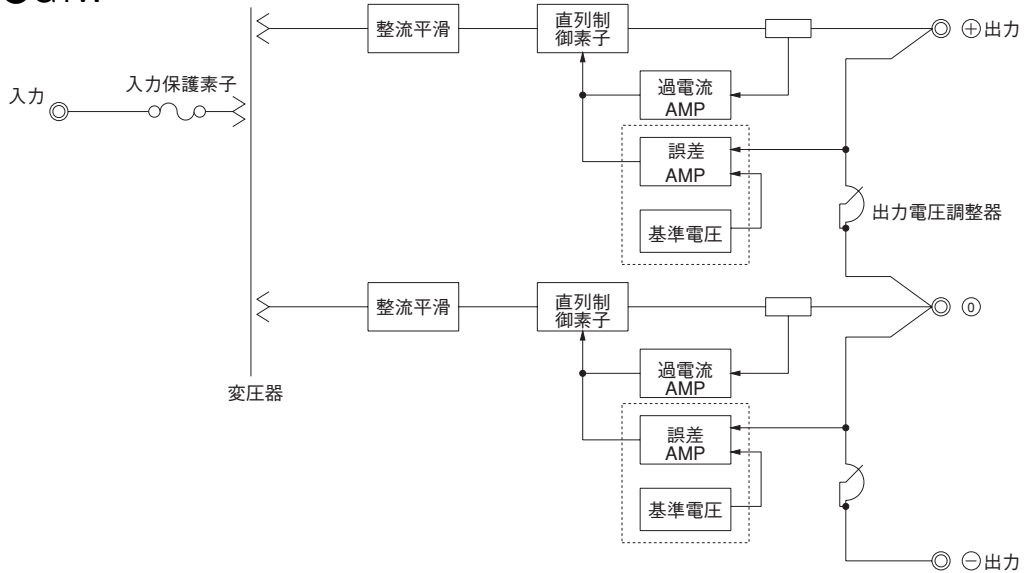 整流平滑
直列制
御素子
⊕出力
入力
入力保護素子
過電流
AMP
誤差
AMP
出力電圧調整器
基準電圧
整流平滑
直列制
御素子
⓪
過電流
AMP
変圧器
誤差
AMP
基準電圧
⊖出力